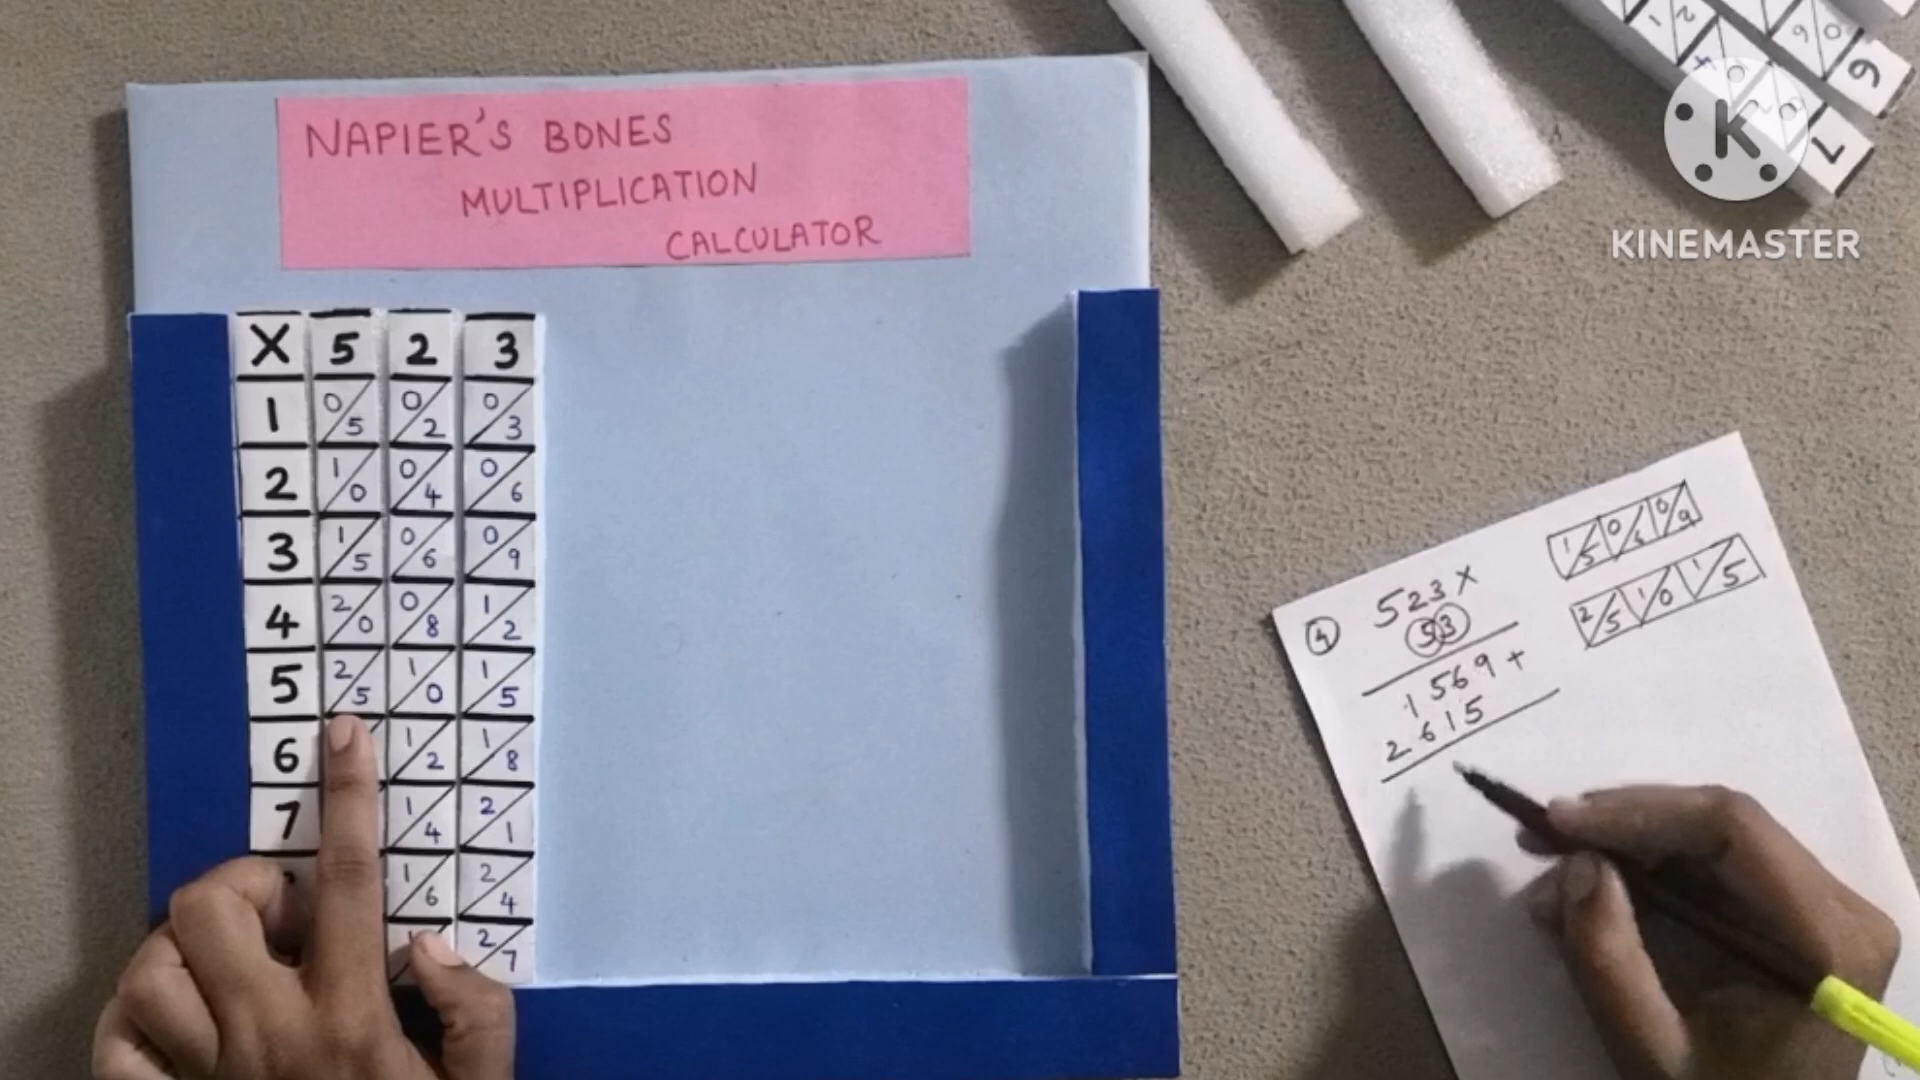 NAPIER'S BONES
MULTIPLICATION
CALCULATOR
X 5 2 3
1 0/5 0/2 0/3
2 1/0 0/4 0/6
3 1/5 0/6 0/9
4 2/0 0/8 1/2
5 2/5 1/0 1/5
6 1/2 1/8
7 1/4 2/1
1/6 2/4
2/7
KINEMASTER
K
6
7
4 523 X
53
1569 +
2615
1/5 0/6 0/9
2/5 1/0 1/5